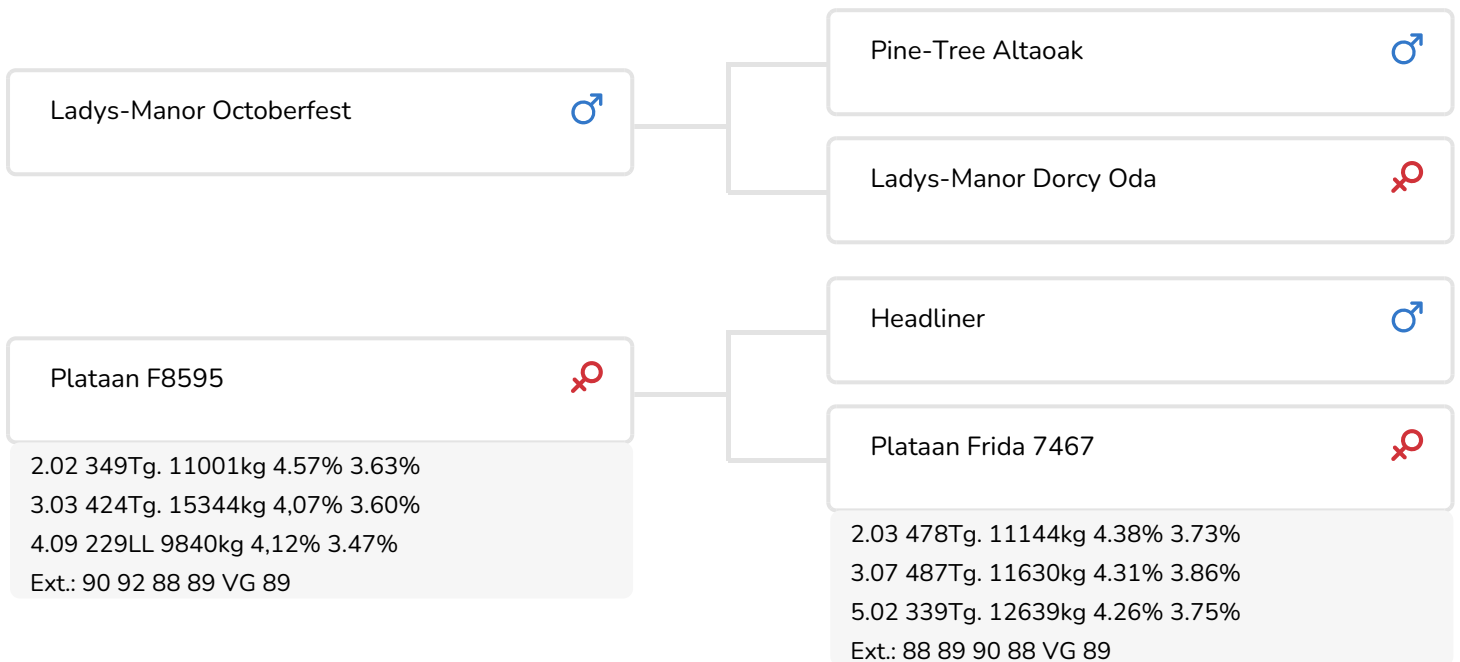 Ladys-Manor Octoberfest
Pine-Tree Altaoak
Ladys-Manor Dorcy Oda
Plataan F8595
2.02 349Tg. 11001kg 4.57% 3.63%
3.03 424Tg. 15344kg 4,07% 3.60%
4.09 229LL 9840kg 4,12% 3.47%
Ext.: 90 92 88 89 VG 89
Headliner
Plataan Frida 7467
2.03 478Tg. 11144kg 4.38% 3.73%
3.07 487Tg. 11630kg 4.31% 3.86%
5.02 339Tg. 12639kg 4.26% 3.75%
Ext.: 88 89 90 88 VG 89